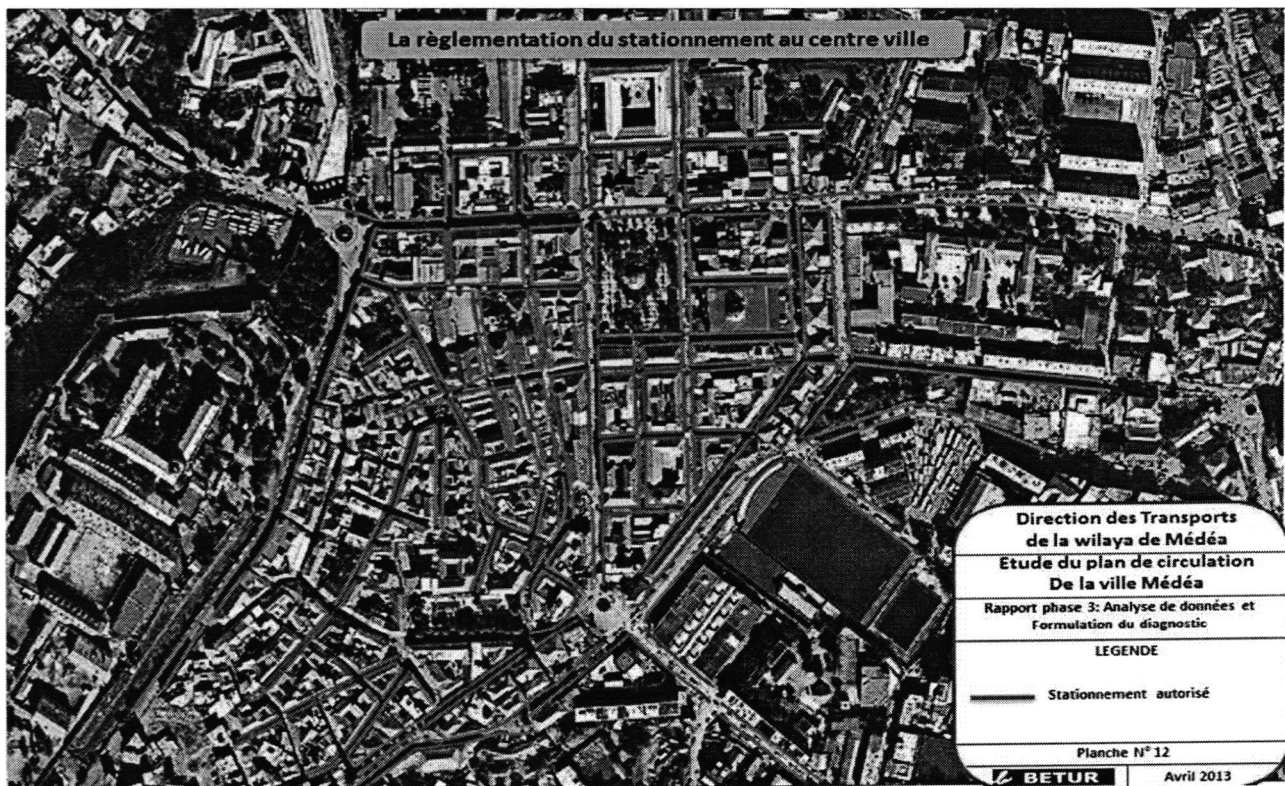 La règlementation du stationnement au centre ville
Direction des Transports
de la wilaya de Médéa
Etude du plan de circulation
De la ville Médéa
Rapport phase 3: Analyse de données et
Formulation du diagnostic
LEGENDE
Stationnement autorisé
Planche N° 12
BETUR
Avril 2013